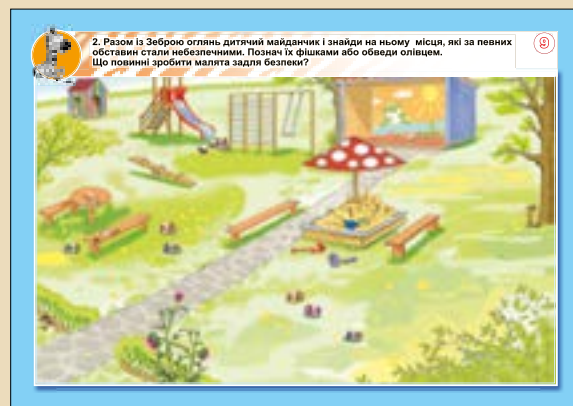 2. Разом із Зеброю оглянь дитячий майданчик і знайди на ньому місця, які за певних
обставин стали небезпечними. Познач їх фішками або обведи олівцем.
Що повинні зробити малята задля безпеки?
9